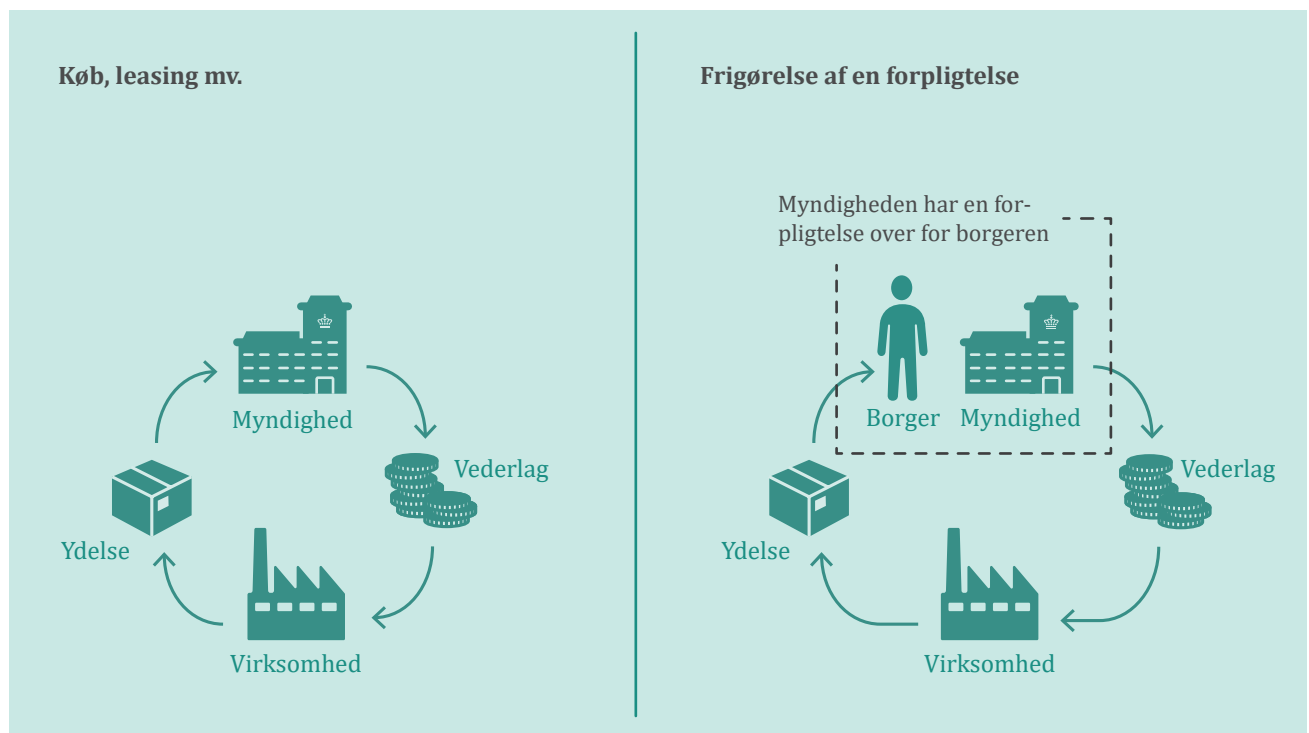 Køb, leasing mv.
Myndighed
Vederlag
Ydelse
Virksomhed
Frigørelse af en forpligtelse
Myndigheden har en for-
pligtelse over for borgeren
Borger
Myndighed
Vederlag
Ydelse
Virksomhed